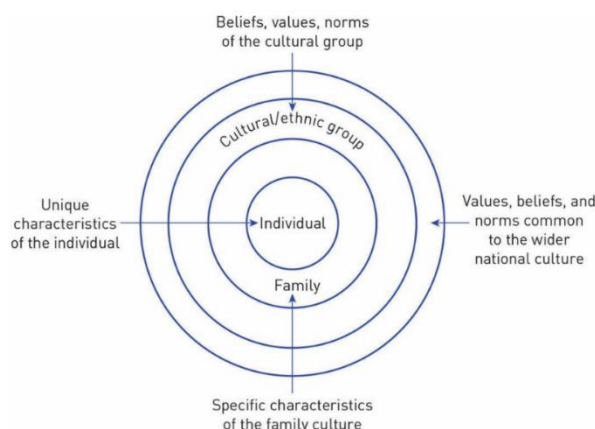 Beliefs, values, norms
of the cultural group
Cultural/ethnic group
Unique
characteristics
of the individual
Individual
Values, beliefs, and
norms common
to the wider
national culture
Family
Specific characteristics
of the family culture